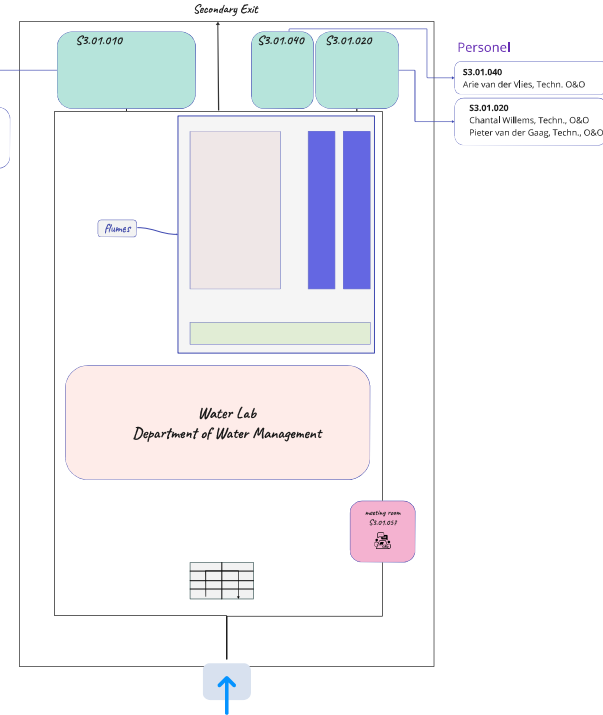 Secondary Exit
S3.01.010
S3.01.040
S3.01.020
Personel
S3.01.040
Arie van der Vlies, Techn. O&O
S3.01.020
Chantal Willems, Techn., O&O
Pieter van der Gaag, Techn., O&O
flumes
Water Lab
Department of Water Management
meeting room
S3.01.037